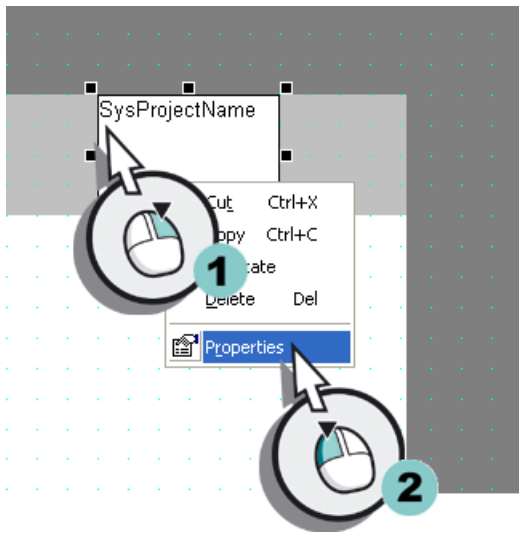 SysProjectName
Cut Ctrl+X
Ctrl+C
1
Delete Del
Properties
2